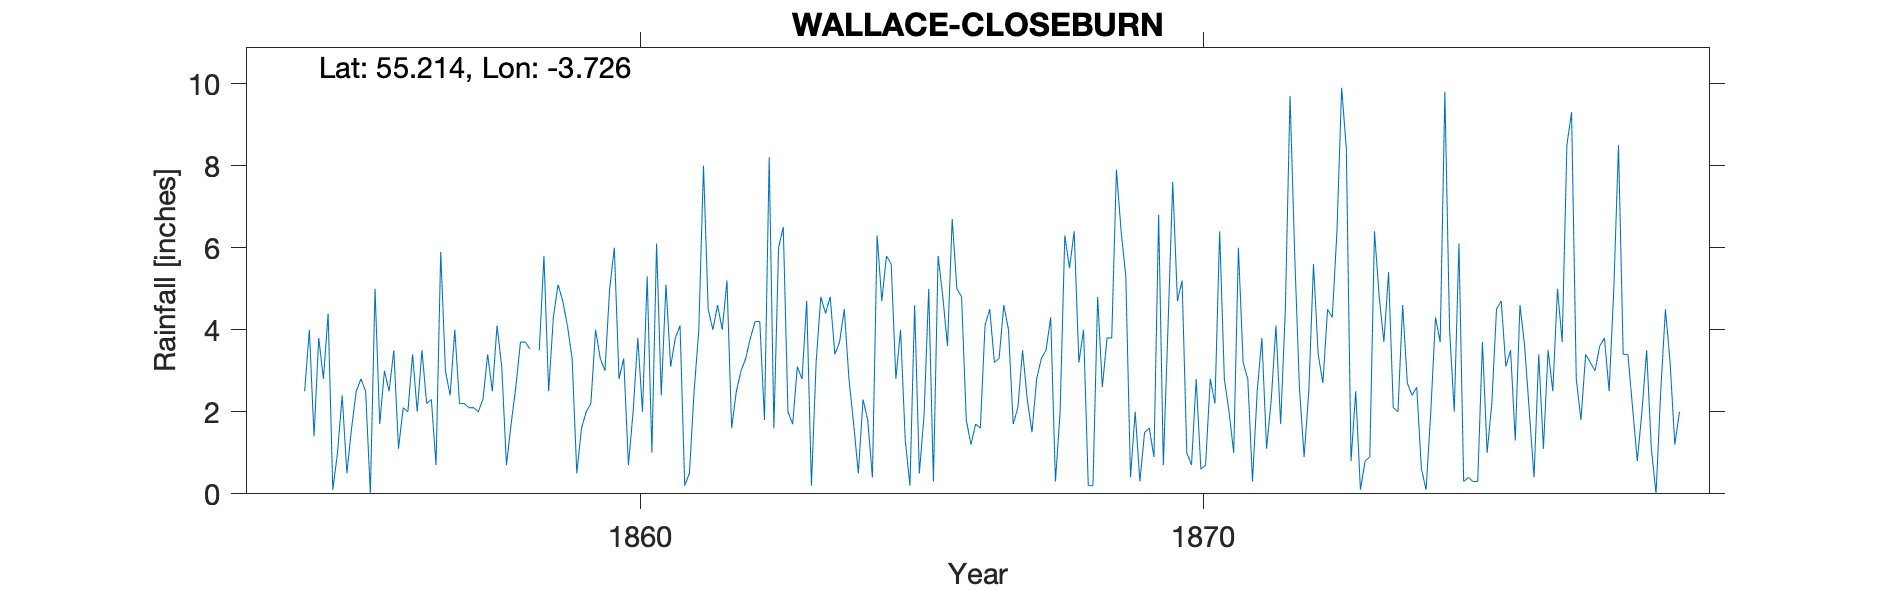 WALLACE-CLOSEBURN
Lat: 55.214, Lon: -3.726
Rainfall [inches]
10
8
6
4
2
0
1860 1870
Year